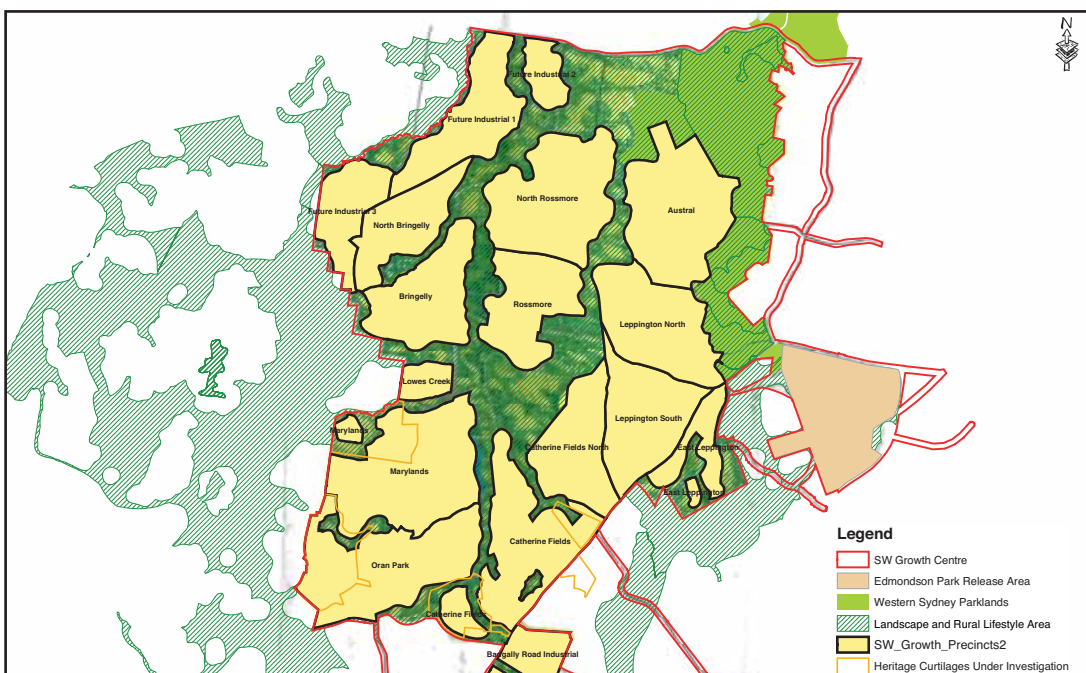 N
Future Industrial 2
Future Industrial 1
North Rossmore
Austral
Future Industrial 3
North Bringelly
Bringelly
Rossmore
Leppington North
Lowes Creek
Marylands
Leppington South
Catherine Fields North
East Leppington
Marylands
East Leppington
Catherine Fields
Oran Park
Catherine Fields
Badgally Road Industrial
Legend
SW Growth Centre
Edmondson Park Release Area
Western Sydney Parklands
Landscape and Rural Lifestyle Area
SW_Growth_Precincts2
Heritage Curtilages Under Investigation